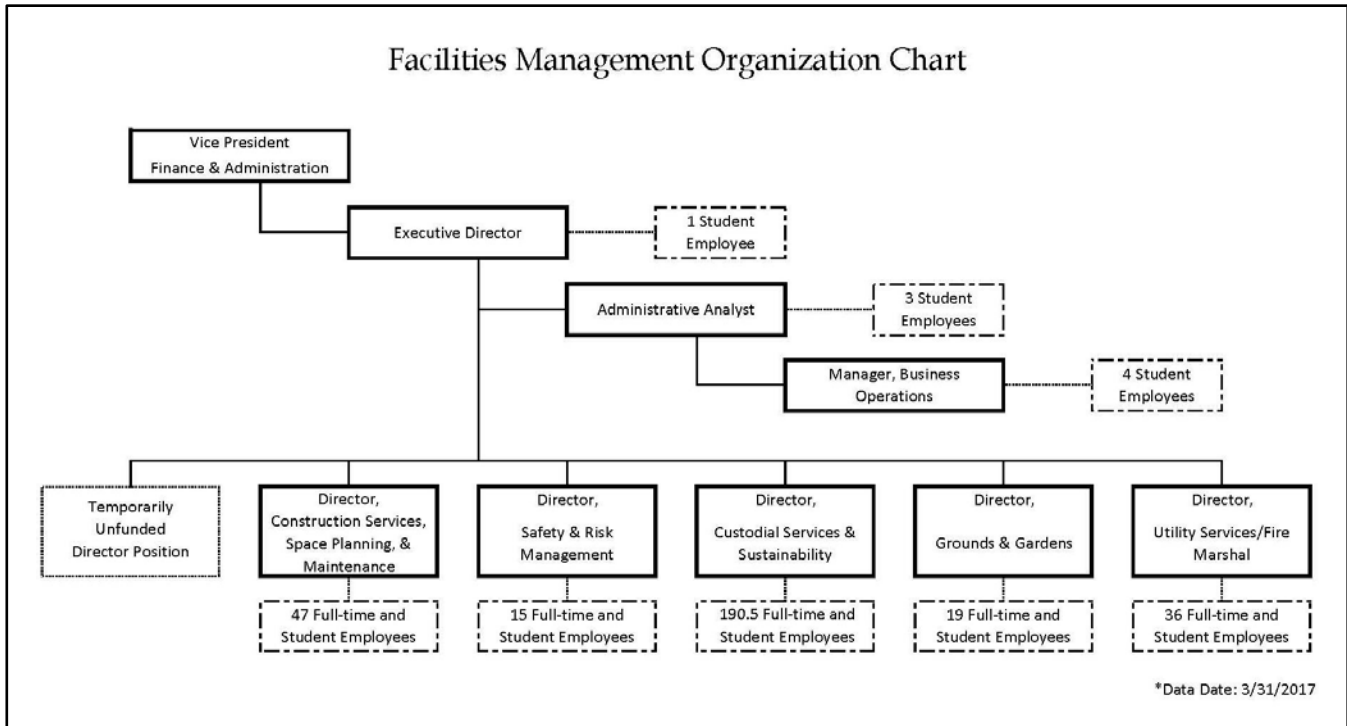 Facilities Management Organization Chart
Vice President
Finance & Administration
Executive Director
1 Student
Employee
Administrative Analyst
3 Student
Employees
Manager, Business
Operations
4 Student
Employees
Temporarily
Unfunded
Director Position
Director,
Construction Services,
Space Planning, &
Maintenance
Director,
Safety & Risk
Management
Director,
Custodial Services &
Sustainability
Director,
Grounds & Gardens
Director,
Utility Services/Fire
Marshal
47 Full-time and
Student Employees
15 Full-time and
Student Employees
190.5 Full-time and
Student Employees
19 Full-time and
Student Employees
36 Full-time and
Student Employees
*Data Date: 3/31/2017